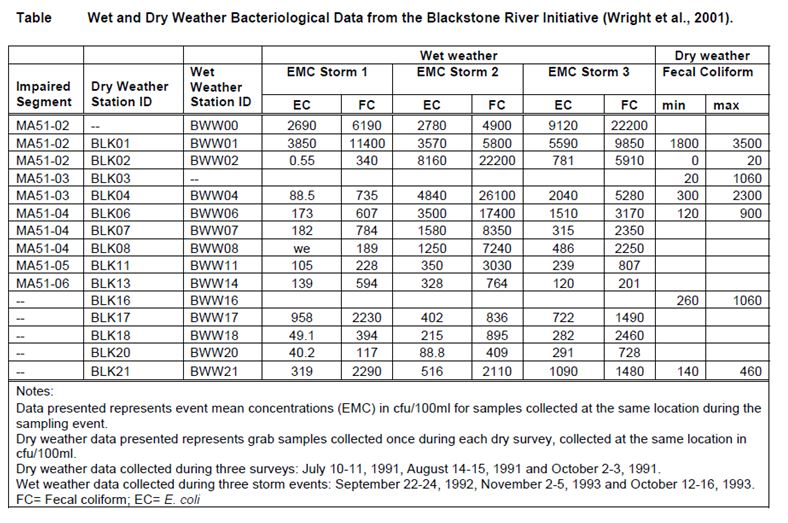 Table Wet and Dry Weather Bacteriological Data from the Blackstone River Initiative (Wright et al., 2001).
Wet weather Dry weather
Impaired Segment Dry Weather Station ID Wet Weather Station ID EMC Storm 1 EMC Storm 2 EMC Storm 3 Fecal Coliform
EC FC EC FC EC FC min max
MA51-02 -- BWW00 2690 6190 2780 4900 9120 22200
MA51-02 BLK01 BWW01 3850 11400 3570 5800 5590 9850 1800 3500
MA51-02 BLK02 BWW02 0.55 340 8160 22200 781 5910 0 20
MA51-03 BLK03 -- 20 1060
MA51-03 BLK04 BWW04 88.5 735 4840 26100 2040 5280 300 2300
MA51-04 BLK06 BWW06 173 607 3500 17400 1510 3170 120 900
MA51-04 BLK07 BWW07 182 784 1580 8350 315 2350
MA51-04 BLK08 BWW08 we 189 1250 7240 486 2250
MA51-05 BLK11 BWW11 105 228 350 3030 239 807
MA51-06 BLK13 BWW14 139 594 328 764 120 201
-- BLK16 BWW16 260 1060
-- BLK17 BWW17 958 2230 402 836 722 1490
-- BLK18 BWW18 49.1 394 215 895 282 2460
-- BLK20 BWW20 40.2 117 88.8 409 291 728
-- BLK21 BWW21 319 2290 516 2110 1090 1480 140 460
Notes:
Data presented represents event mean concentrations (EMC) in cfu/100ml for samples collected at the same location during the
sampling event.
Dry weather data presented represents grab samples collected once during each dry survey, collected at the same location in
cfu/100ml.
Dry weather data collected during three surveys: July 10-11, 1991, August 14-15, 1991 and October 2-3, 1991.
Wet weather data collected during three storm events: September 22-24, 1992, November 2-5, 1993 and October 12-16, 1993.
FC= Fecal coliform; EC= E. coli